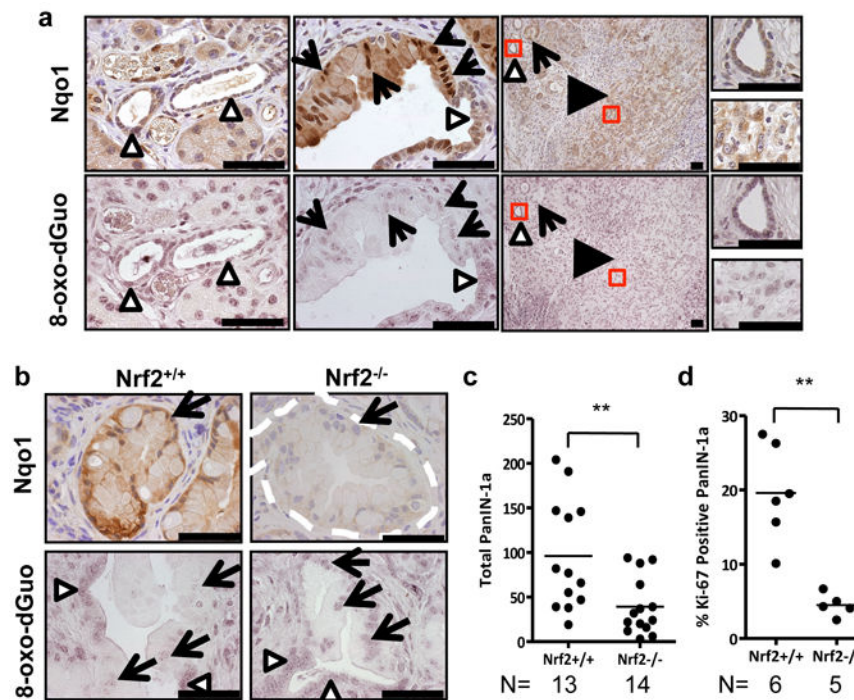 a
Nqo1
8-oxo-dGuo
b
Nrf2+/+
Nrf2-/-
Nqo1
8-oxo-dGuo
c
**
Total PanIN-1a
250
200
150
100
50
0
Nrf2+/+
Nrf2-/-
N=
13
14
d
**
% Ki-67 Positive PanIN-1a
30
20
10
0
Nrf2+/+
Nrf2-/
N=
6
5